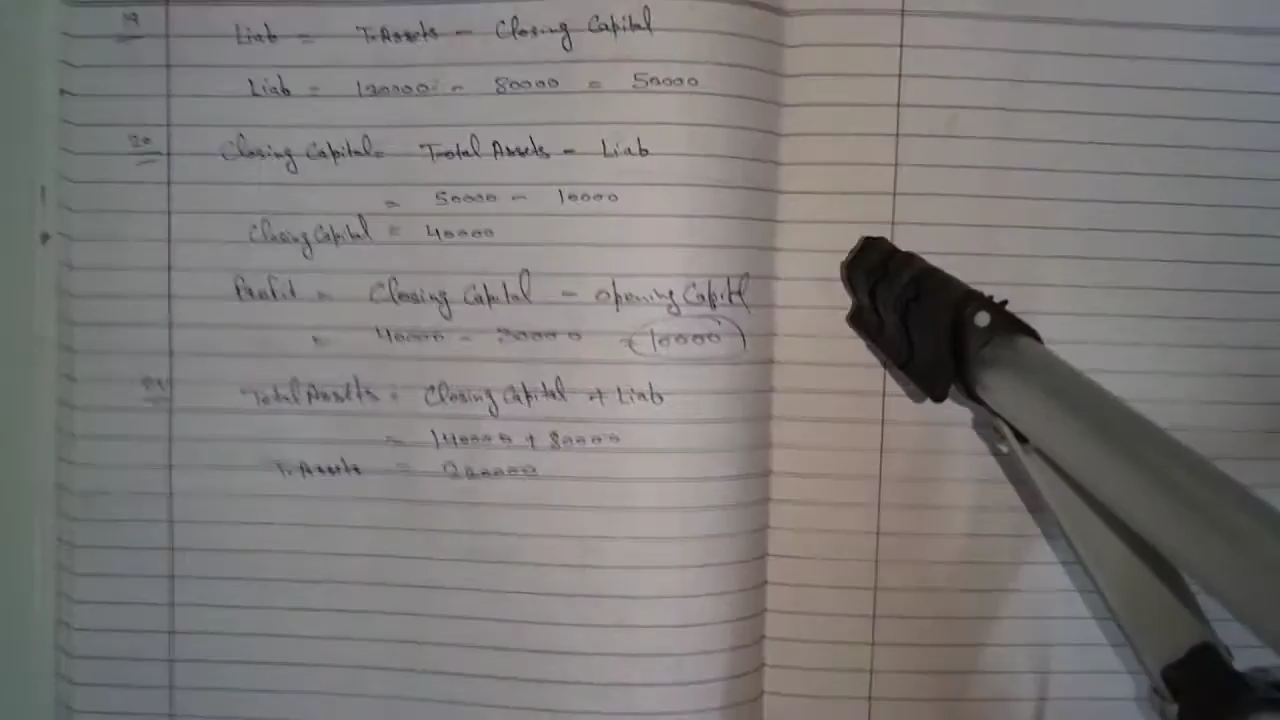 19 Liab = T.Assets - Closing Capital
Liab = 130000 - 80000 = 50000
20 Closing Capital = Total Assets - Liab
= 50000 - 10000
Closing Capital = 40000
Profit = Closing Capital - opening Capital
= 40000 - 30000 = 10000
21 Total Assets = Closing Capital + Liab
= 140000 + 80000
T.Assets = 220000